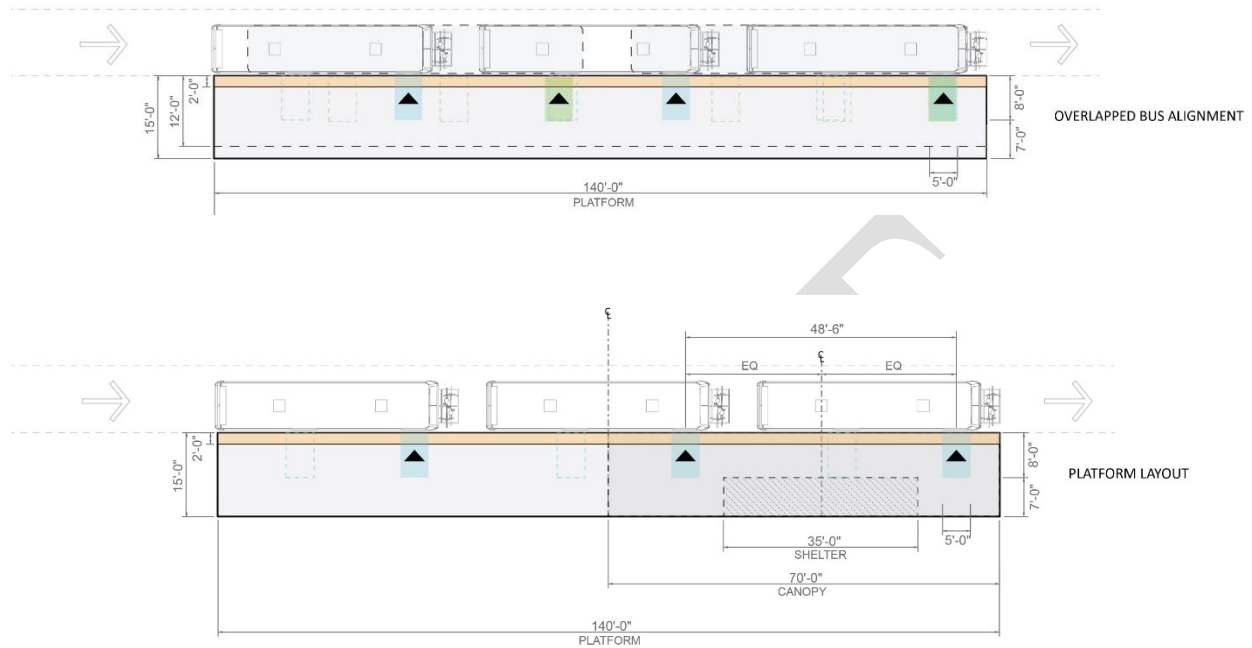 15'-0"
12'-0"
2'-0"
8'-0"
7'-0"
OVERLAPPED BUS ALIGNMENT
5'-0"
140'-0"
PLATFORM
℄
48'-6"
℄
EQ
EQ
15'-0"
2'-0"
8'-0"
7'-0"
PLATFORM LAYOUT
5'-0"
35'-0"
SHELTER
70'-0"
CANOPY
140'-0"
PLATFORM